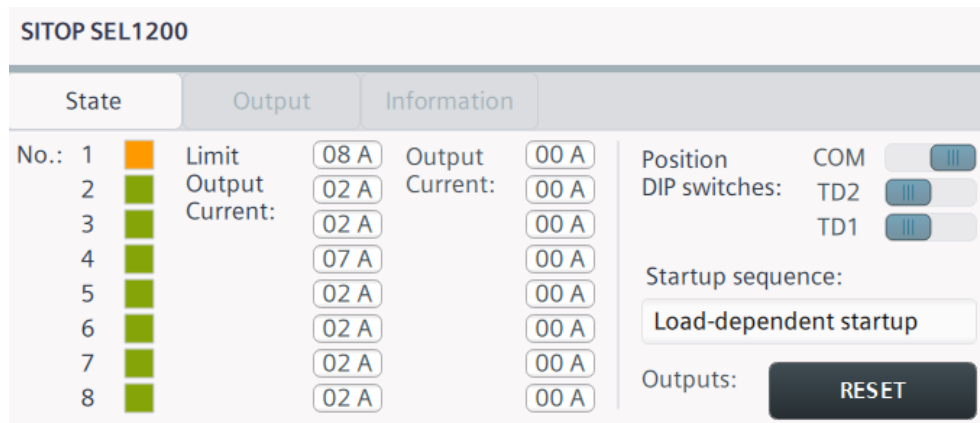 SITOP SEL1200
State Output Information
No.: 1 Limit 08 A Output 00 A Position COM
2 Output 02 A Current: 00 A DIP switches: TD2
3 Current: 02 A 00 A TD1
4 07 A 00 A
Startup sequence:
5 02 A 00 A
6 02 A 00 A Load-dependent startup
7 02 A 00 A
Outputs: RESET
8 02 A 00 A